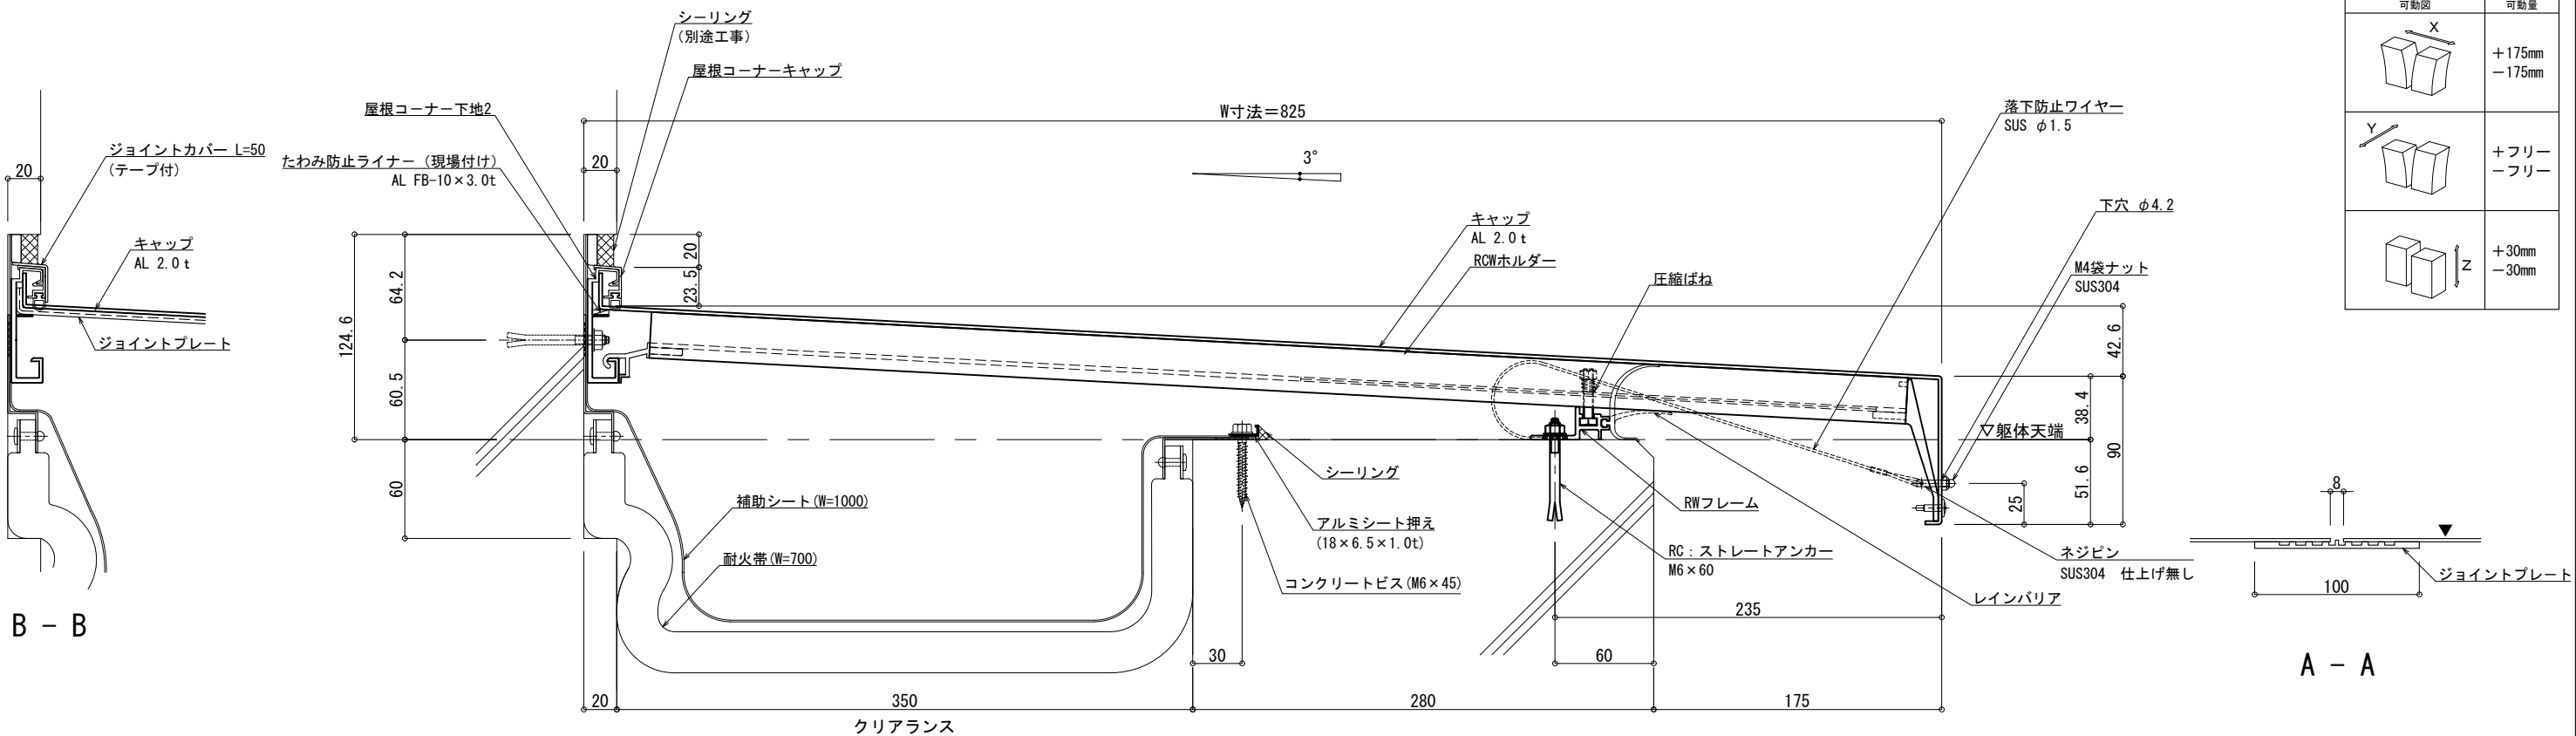 シーリング
(別途工事)
屋根コーナーキャップ
屋根コーナー下地2
たわみ防止ライナー（現場付け）
AL FB-10×3.0t
ジョイントカバー L=50
(テープ付)
20
キャップ
AL 2.0t
ジョイントプレート
B － B
W寸法＝825
20
3°
20
23.5
64.2
124.6
60.5
60
キャップ
AL 2.0t
RCWホルダー
圧縮ばね
落下防止ワイヤー
SUS φ1.5
下穴 φ4.2
M4袋ナット
SUS304
42.6
38.4
▽躯体天端
90
51.6
25
補助シート(W=1000)
耐火帯(W=700)
シーリング
アルミシート押え
(18×6.5×1.0t)
コンクリートビス(M6×45)
RWフレーム
RC：ストレートアンカー
M6×60
ネジピン
SUS304　仕上げ無し
レインバリア
235
30
60
20
350
280
175
クリアランス
可動図
可動量
X
＋175mm
－175mm
Y
＋フリー
－フリー
Z
＋30mm
－30mm
8
▼
ジョイントプレート
100
A － A